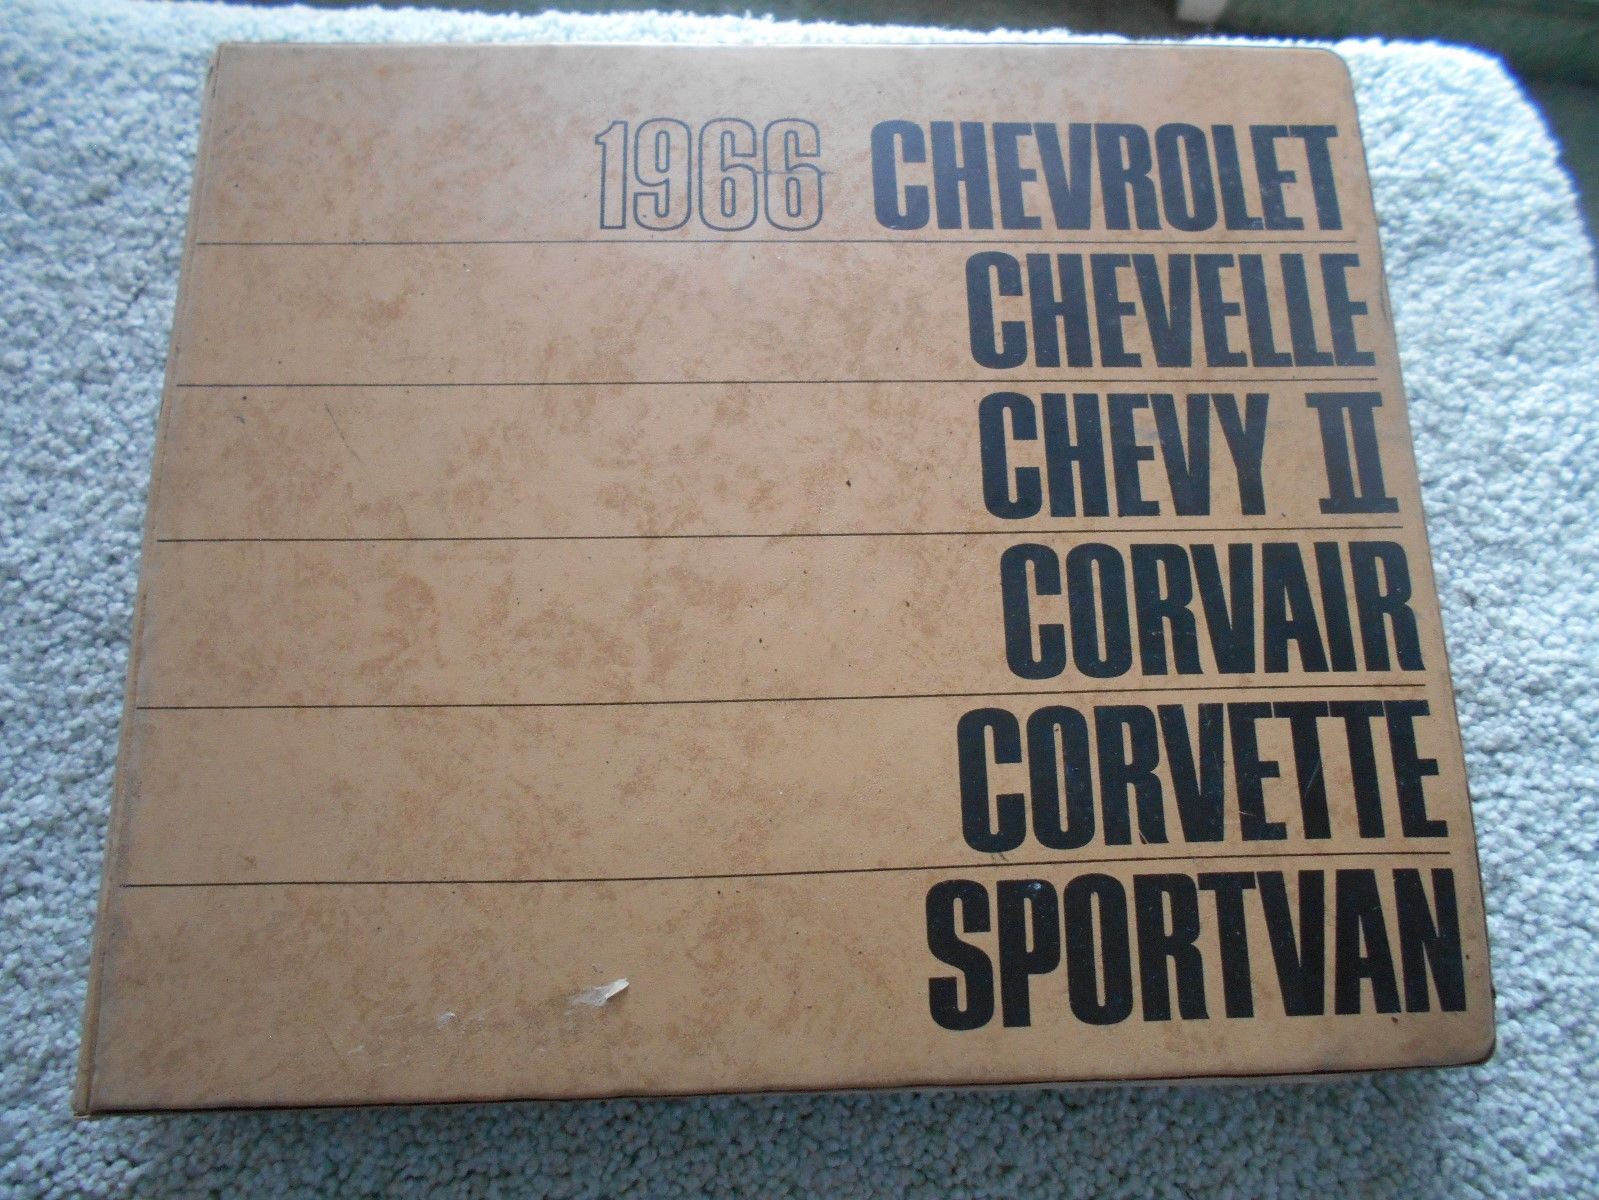 1966 CHEVROLET
CHEVELLE
CHEVY II
CORVAIR
CORVETTE
SPORTVAN